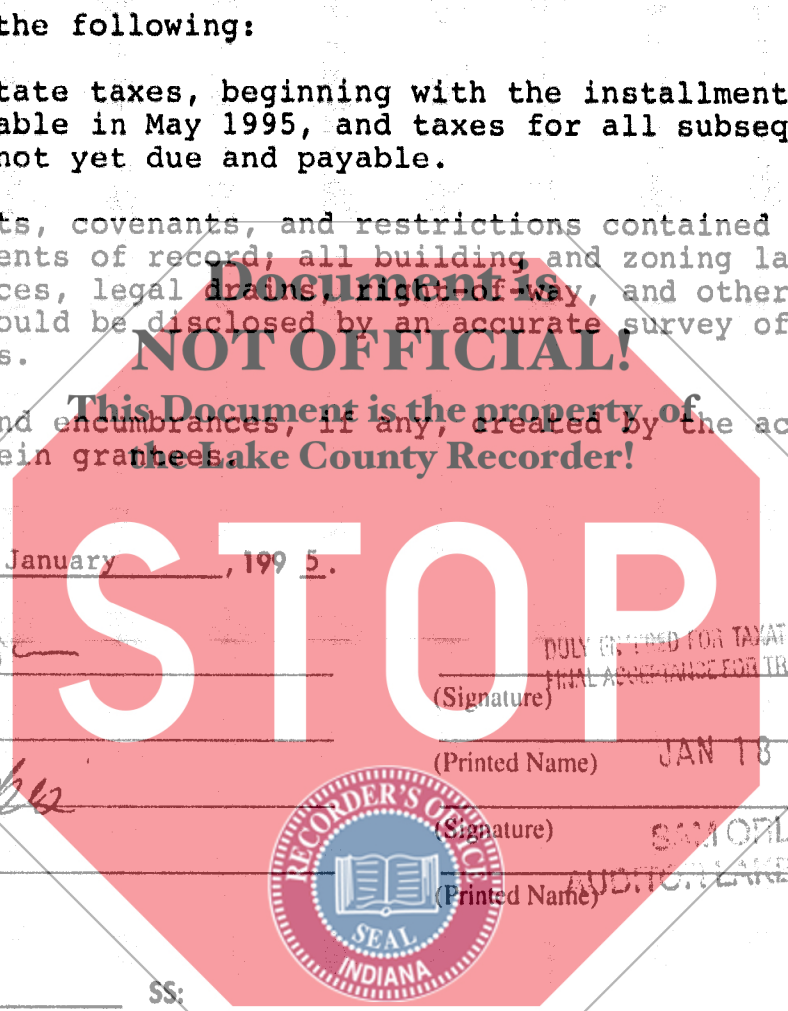 the following:
tate taxes, beginning with the installment
able in May 1995, and taxes for all subseq
not yet due and payable.
ts, covenants, and restrictions contained
ents of record; all building and zoning la
Document is
ces, legal drains, right-of-way, and other
ould be disclosed by an accurate survey of
NOT OFFICIAL!
s.
This Document is the property of
nd encumbrances, if any, created by the ac
ein grantees.
the Lake County Recorder!
January , 199 5.
STOP
DULY ENTERED FOR TAXAT
FINAL ACCEPTANCE FOR TR
(Signature)
(Printed Name) JAN 18
(Signature)
SAM ORL
AUDITOR LAKE
(Printed Name)
RECORDER'S OFFICE
SEAL
INDIANA
SS: